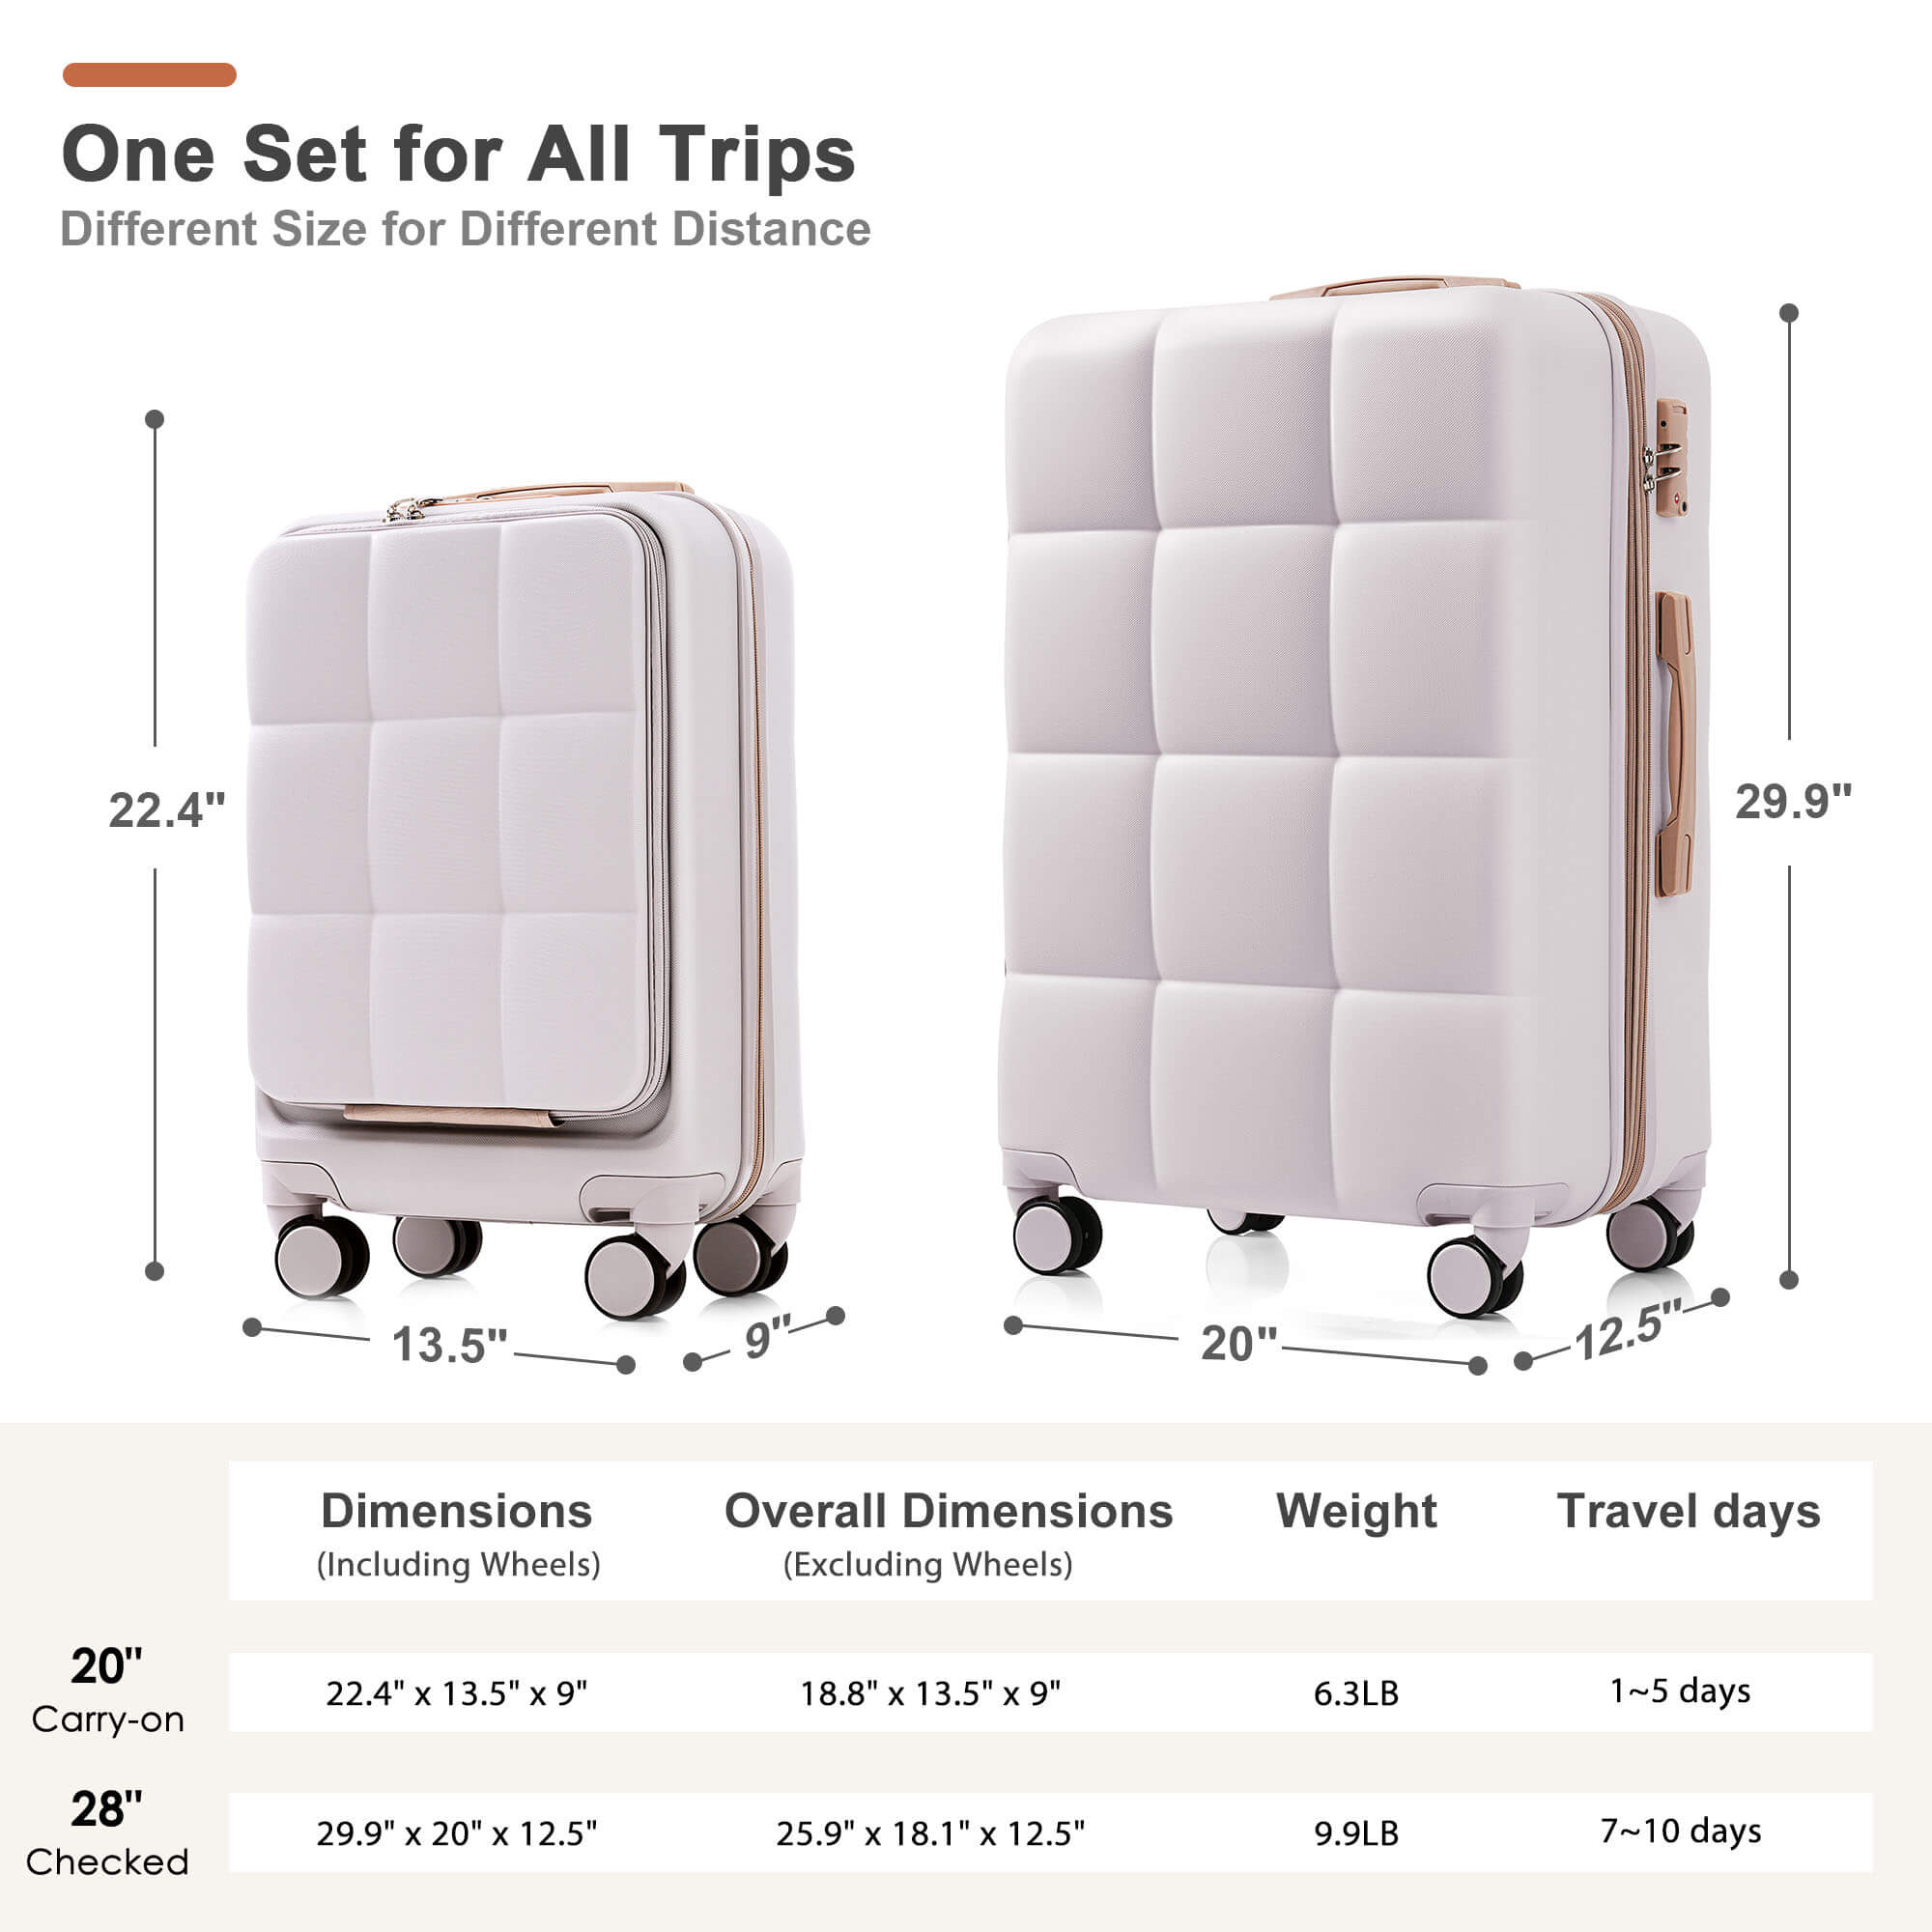 One Set for All Trips
Different Size for Different Distance
22.4"
29.9"
13.5"
9"
20"
12.5"
Dimensions
(Including Wheels)
Overall Dimensions
(Excluding Wheels)
Weight
Travel days
20"
Carry-on
22.4" x 13.5" x 9"
18.8" x 13.5" x 9"
6.3LB
1~5 days
28"
Checked
29.9" x 20" x 12.5"
25.9" x 18.1" x 12.5"
9.9LB
7~10 days